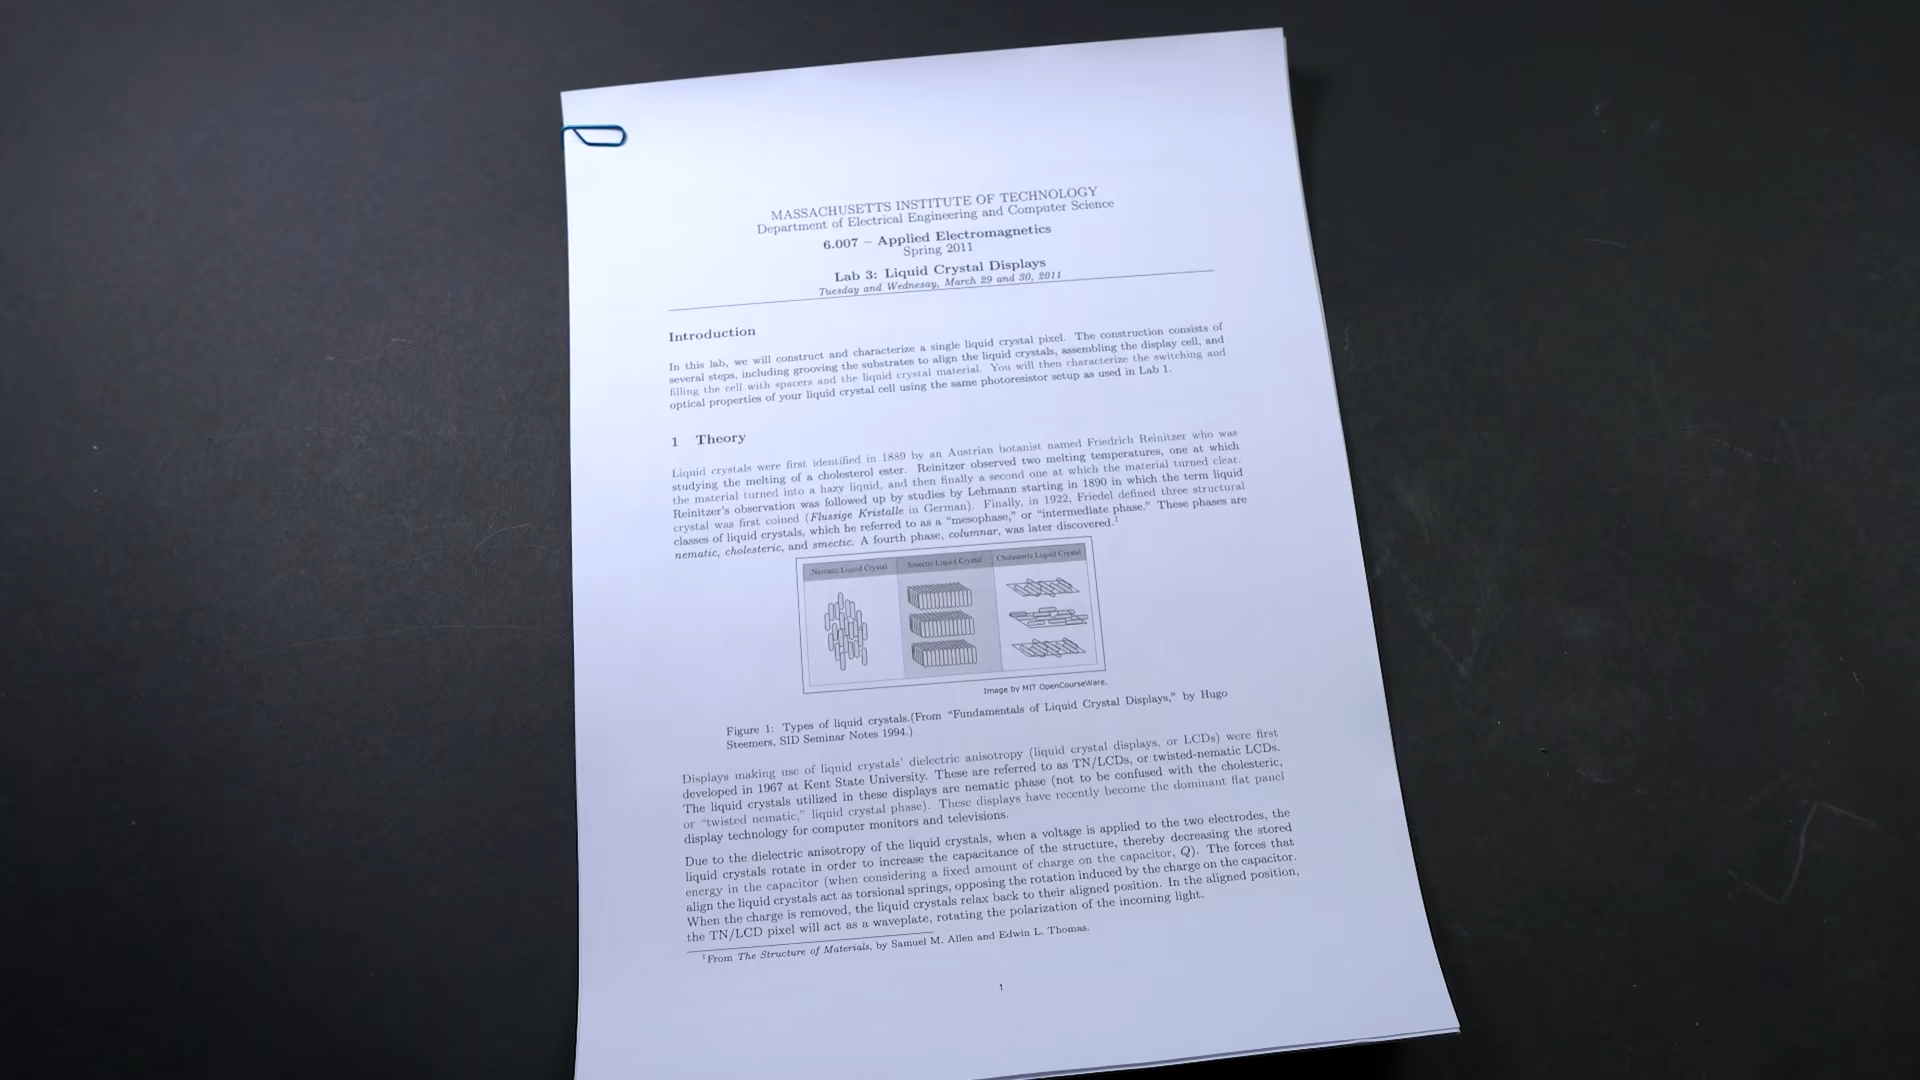 MASSACHUSETTS INSTITUTE OF TECHNOLOGY
Department of Electrical Engineering and Computer Science
6.007 – Applied Electromagnetics
Spring 2011
Lab 3: Liquid Crystal Displays
Tuesday and Wednesay, March 29 and 30, 2011
Introduction
In this lab, we will construct and characterize a single liquid crystal pixel. The construction consists of
several steps, including grooving the substrates to align the liquid crystals, assembling the display cell, and
filling the cell with spacers and the liquid crystal material. You will then characterize the switching and
optical properties of your liquid crystal cell using the same photoresistor setup as used in Lab 1.
1 Theory
Liquid crystals were first identified in 1889 by an Austrian botanist named Friedrich Reinitzer who was
studying the melting of a cholesterol ester. Reinitzer observed two melting temperatures, one at which
the material turned into a hazy liquid, and then finally a second one at which the material turned clear.
Reinitzer's observation was followed up by studies by Lehmann starting in 1890 in which the term liquid
crystal was first coined (Flussige Kristalle in German). Finally, in 1922, Friedel defined three structural
classes of liquid crystals, which he referred to as a “mesophase,” or “intermediate phase.” These phases are
nematic, cholesteric, and smectic. A fourth phase, columnar, was later discovered.¹
Nematic Liquid Crystal Smectic Liquid Crystal Cholesteric Liquid Crystal
Image by MIT OpenCourseWare.
Figure 1: Types of liquid crystals.(From “Fundamentals of Liquid Crystal Displays,” by Hugo
Steemers, SID Seminar Notes 1994.)
Displays making use of liquid crystals' dielectric anisotropy (liquid crystal displays, or LCDs) were first
developed in 1967 at Kent State University. These are referred to as TN/LCDs, or twisted-nematic LCDs.
The liquid crystals utilized in these displays are nematic phase (not to be confused with the cholesteric,
or “twisted nematic,” liquid crystal phase). These displays have recently become the dominant flat panel
display technology for computer monitors and televisions.
Due to the dielectric anisotropy of the liquid crystals, when a voltage is applied to the two electrodes, the
liquid crystals rotate in order to increase the capacitance of the structure, thereby decreasing the stored
energy in the capacitor (when considering a fixed amount of charge on the capacitor, Q). The forces that
align the liquid crystals act as torsional springs, opposing the rotation induced by the charge on the capacitor.
When the charge is removed, the liquid crystals relax back to their aligned position. In the aligned position,
the TN/LCD pixel will act as a waveplate, rotating the polarization of the incoming light.
¹From The Structure of Materials, by Samuel M. Allen and Edwin L. Thomas.
1